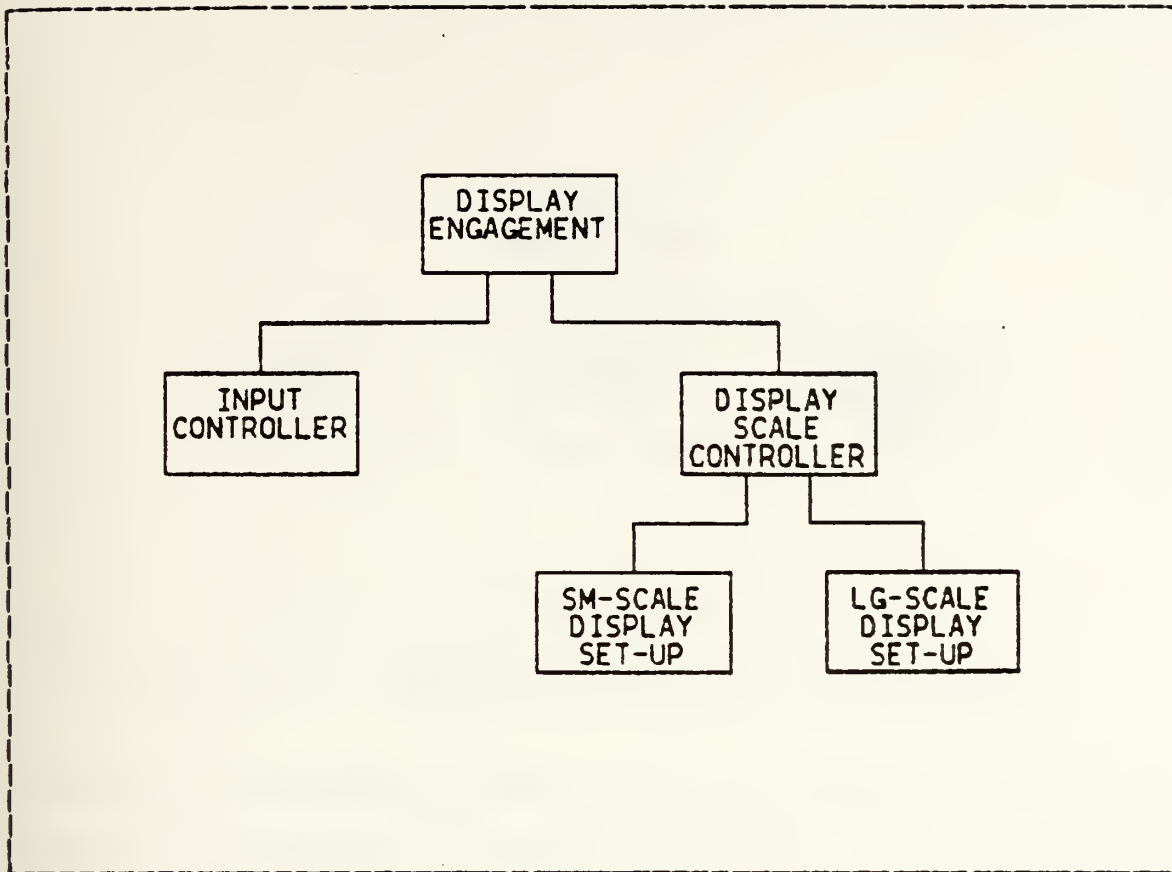 DISPLAY
ENGAGEMENT
INPUT
CONTROLLER
DISPLAY
SCALE
CONTROLLER
SM-SCALE
DISPLAY
SET-UP
LG-SCALE
DISPLAY
SET-UP